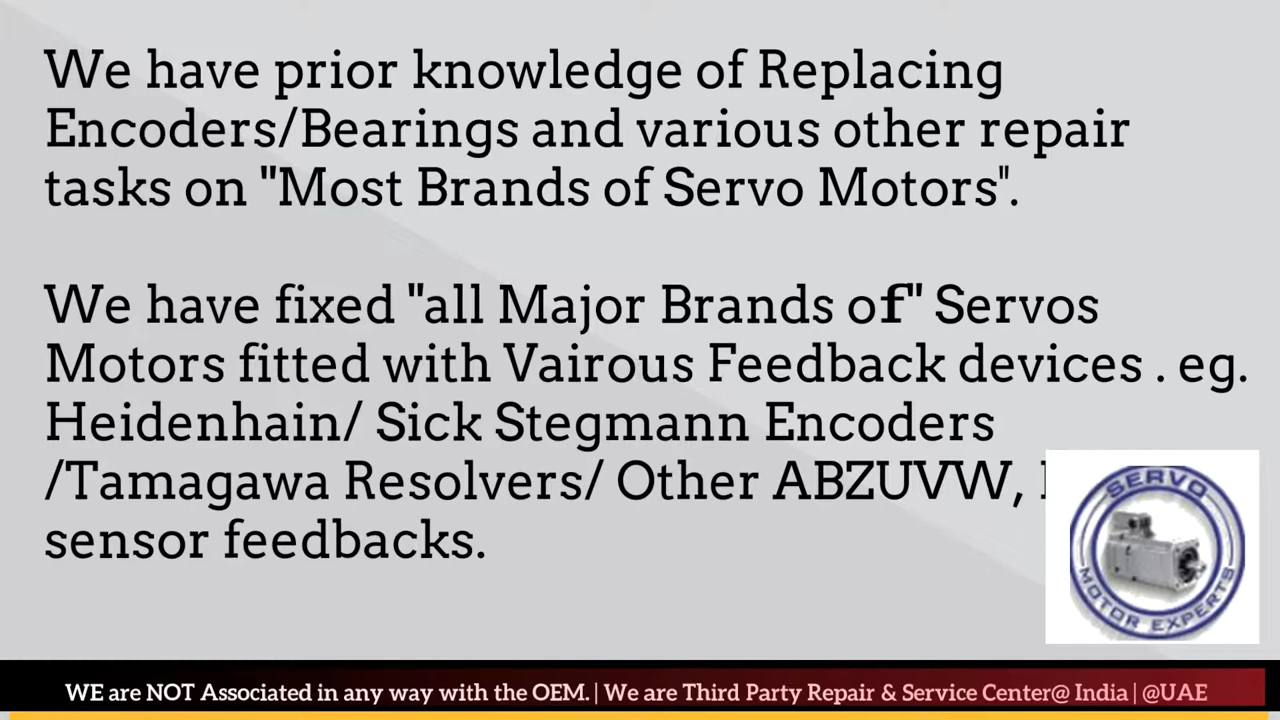 We have prior knowledge of Replacing
Encoders/Bearings and various other repair
tasks on "Most Brands of Servo Motors".
We have fixed "all Major Brands of" Servos
Motors fitted with Vairous Feedback devices . eg.
Heidenhain/ Sick Stegmann Encoders
/Tamagawa Resolvers/ Other ABZUVW,
sensor feedbacks.
SERVO
MOTOR EXPERTS
WE are NOT Associated in any way with the OEM. | We are Third Party Repair & Service Center@ India | @UAE